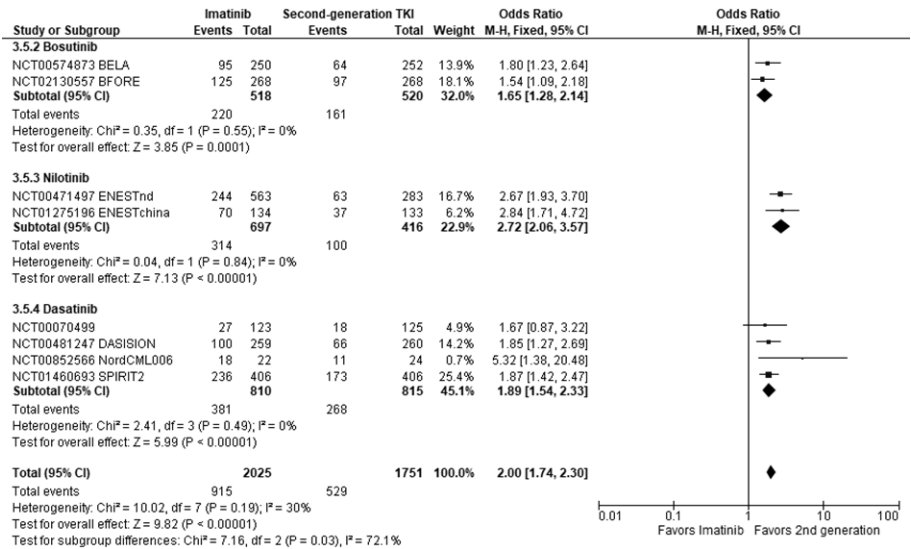 Imatinib Second-generation TKI Odds Ratio Odds Ratio
Study or Subgroup Events Total Events Total Weight M-H, Fixed, 95% CI M-H, Fixed, 95% CI
3.5.2 Bosutinib
NCT00574873 BELA 95 250 64 252 13.9% 1.80 [1.23, 2.64]
NCT02130557 BFORE 125 268 97 268 18.1% 1.54 [1.09, 2.18]
Subtotal (95% CI) 518 520 32.0% 1.65 [1.28, 2.14]
Total events 220 161
Heterogeneity: Chi² = 0.35, df = 1 (P = 0.55); I² = 0%
Test for overall effect: Z = 3.85 (P = 0.0001)
3.5.3 Nilotinib
NCT00471497 ENESTnd 244 563 63 283 16.7% 2.67 [1.93, 3.70]
NCT01275196 ENESTchina 70 134 37 133 6.2% 2.84 [1.71, 4.72]
Subtotal (95% CI) 697 416 22.9% 2.72 [2.06, 3.57]
Total events 314 100
Heterogeneity: Chi² = 0.04, df = 1 (P = 0.84); I² = 0%
Test for overall effect: Z = 7.13 (P < 0.00001)
3.5.4 Dasatinib
NCT00070499 27 123 18 125 4.9% 1.67 [0.87, 3.22]
NCT00481247 DASISION 100 259 66 260 14.2% 1.85 [1.27, 2.69]
NCT00852566 NordCML006 18 22 11 24 0.7% 5.32 [1.38, 20.48]
NCT01460693 SPIRIT2 236 406 173 406 25.4% 1.87 [1.42, 2.47]
Subtotal (95% CI) 810 815 45.1% 1.89 [1.54, 2.33]
Total events 381 268
Heterogeneity: Chi² = 2.41, df = 3 (P = 0.49); I² = 0%
Test for overall effect: Z = 5.99 (P < 0.00001)
Total (95% CI) 2025 1751 100.0% 2.00 [1.74, 2.30]
Total events 915 529
Heterogeneity: Chi² = 10.02, df = 7 (P = 0.19); I² = 30%
Test for overall effect: Z = 9.82 (P < 0.00001)
Test for subgroup differences: Chi² = 7.16, df = 2 (P = 0.03), I² = 72.1%
0.01 0.1 1 10 100
Favors Imatinib Favors 2nd generation